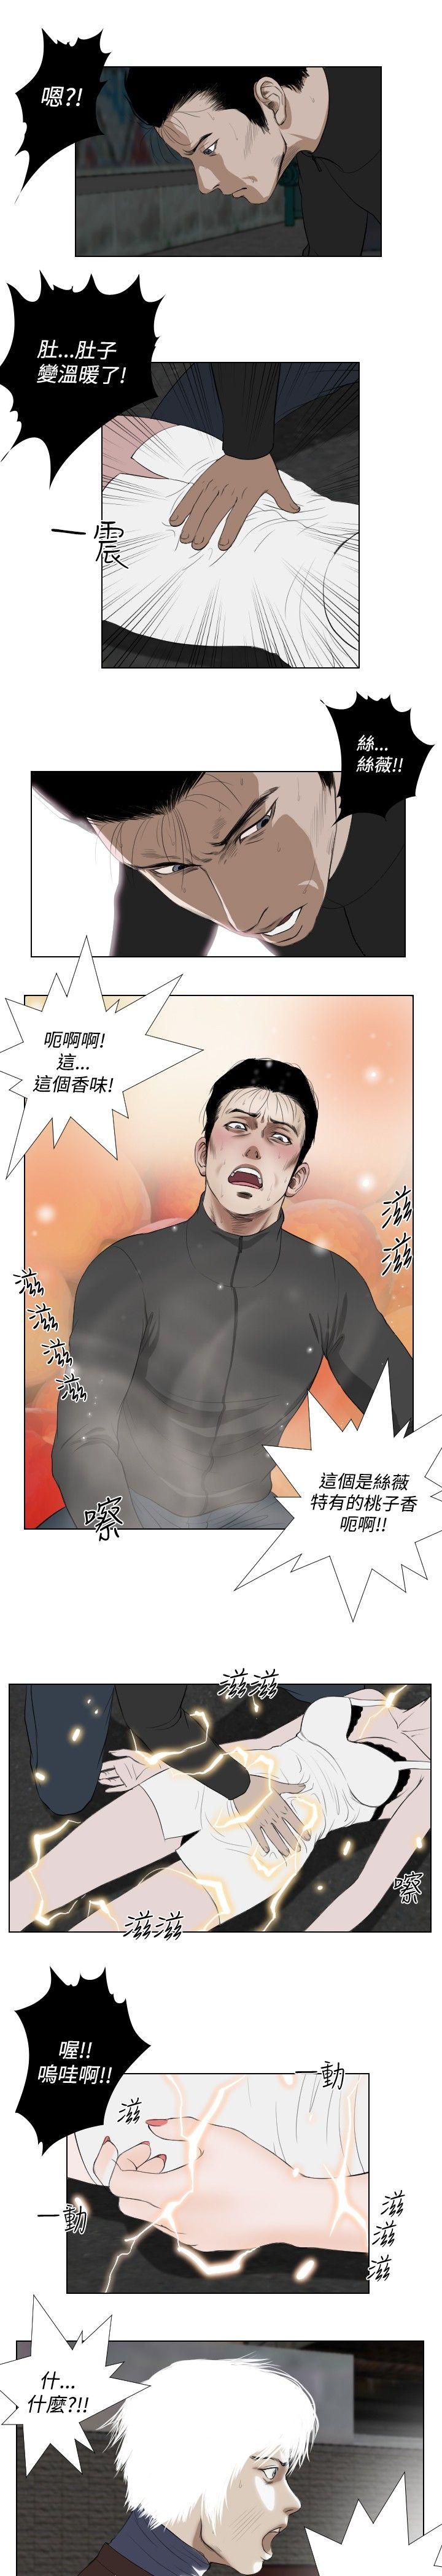 嗯?!
肚...肚子
變溫暖了!
一震
絲...
絲薇!!
呃啊啊!
這...
這個香味!
滋
滋
滋
滋
滋
滋
這個是絲薇
特有的桃子香
呃啊!!
嚓
滋滋
嚓
滋滋
喔!!
嗚哇啊!!
一動
滋
一動
滋
滋
滋
什...
什麼?!!